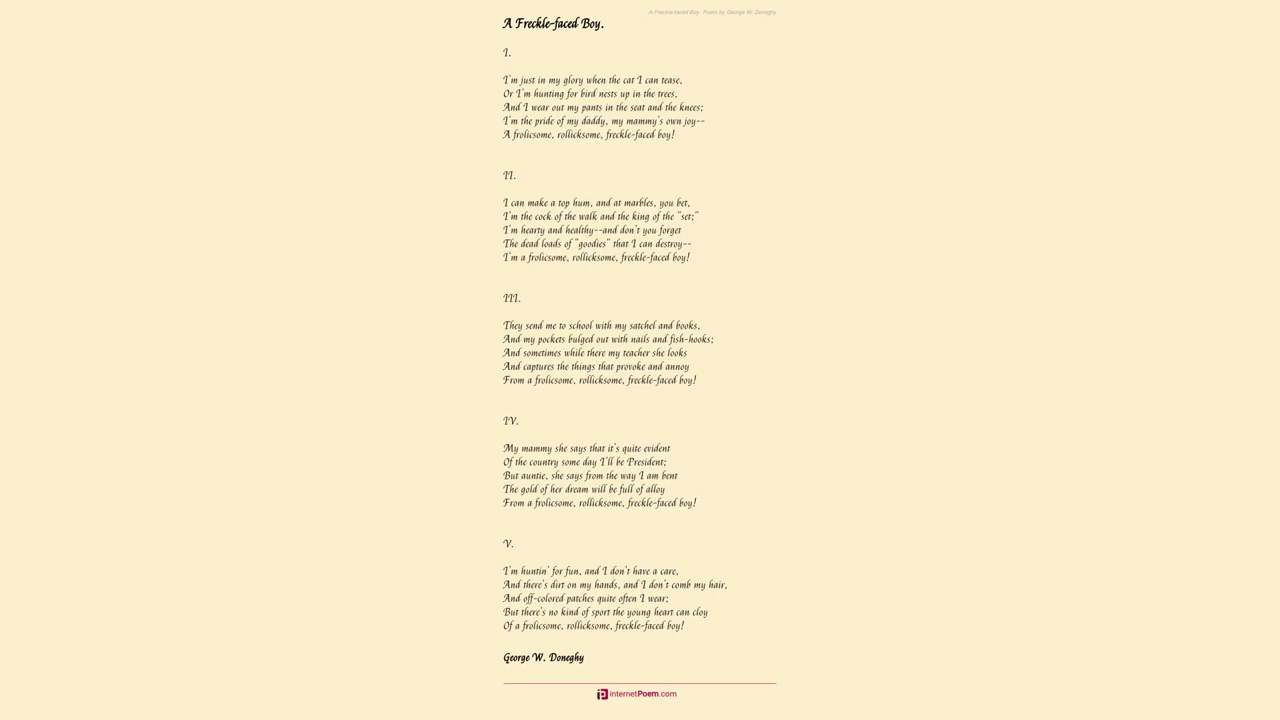 A Freckle-faced Boy Poem by George W. Doneghy
A Freckle-faced Boy.
I.
I'm just in my glory when the cat I can tease,
Or I'm hunting for bird nests up in the trees,
And I wear out my pants in the seat and the knees;
I'm the pride of my daddy, my mammy's own joy--
A frolicsome, rollicksome, freckle-faced boy!
II.
I can make a top hum, and at marbles, you bet,
I'm the cock of the walk and the king of the "set;"
I'm hearty and healthy--and don't you forget
The dead loads of "goodies" that I can destroy--
I'm a frolicsome, rollicksome, freckle-faced boy!
III.
They send me to school with my satchel and books,
And my pockets bulged out with nails and fish-hooks;
And sometimes while there my teacher she looks
And captures the things that provoke and annoy
From a frolicsome, rollicksome, freckle-faced boy!
IV.
My mammy she says that it's quite evident
Of the country some day I'll be President;
But auntie, she says from the way I am bent
The gold of her dream will be full of alloy
From a frolicsome, rollicksome, freckle-faced boy!
V.
I'm huntin' for fun, and I don't have a care,
And there's dirt on my hands, and I don't comb my hair,
And off-colored patches quite often I wear;
But there's no kind of sport the young heart can cloy
Of a frolicsome, rollicksome, freckle-faced boy!
George W. Doneghy
internetPoem.com